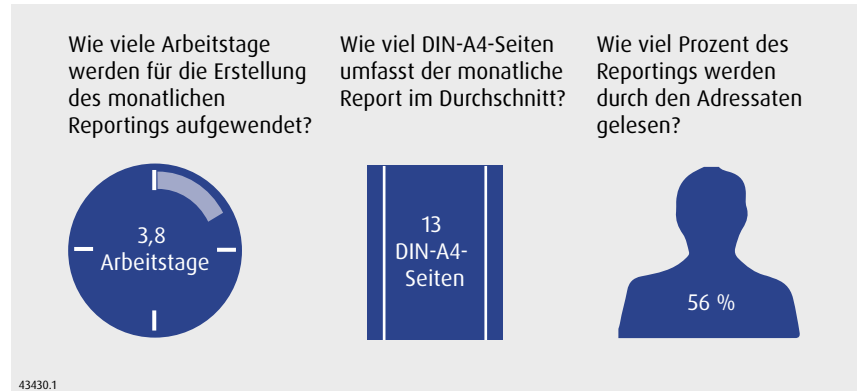 Wie viele Arbeitstage
werden für die Erstellung
des monatlichen
Reportings aufgewendet?
Wie viel DIN-A4-Seiten
umfasst der monatliche
Report im Durchschnitt?
Wie viel Prozent des
Reportings werden
durch den Adressaten
gelesen?
3,8
Arbeitstage
13
DIN-A4-
Seiten
56 %
43430.1